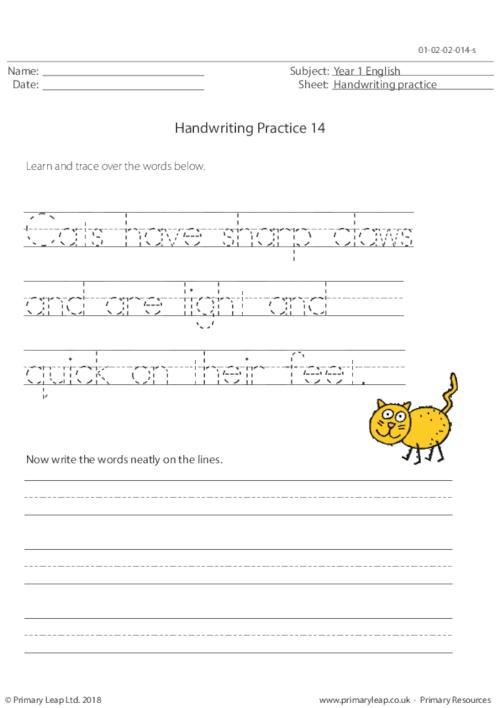 01-02-02-014-s
Name: Subject: Year 1 English
Date: Sheet: Handwriting practice
Handwriting Practice 14
Learn and trace over the words below.
Cats have sharp claws
and are light and
quick on their feet.
Now write the words neatly on the lines.
© Primary Leap Ltd. 2018 www.primaryleap.co.uk · Primary Resources